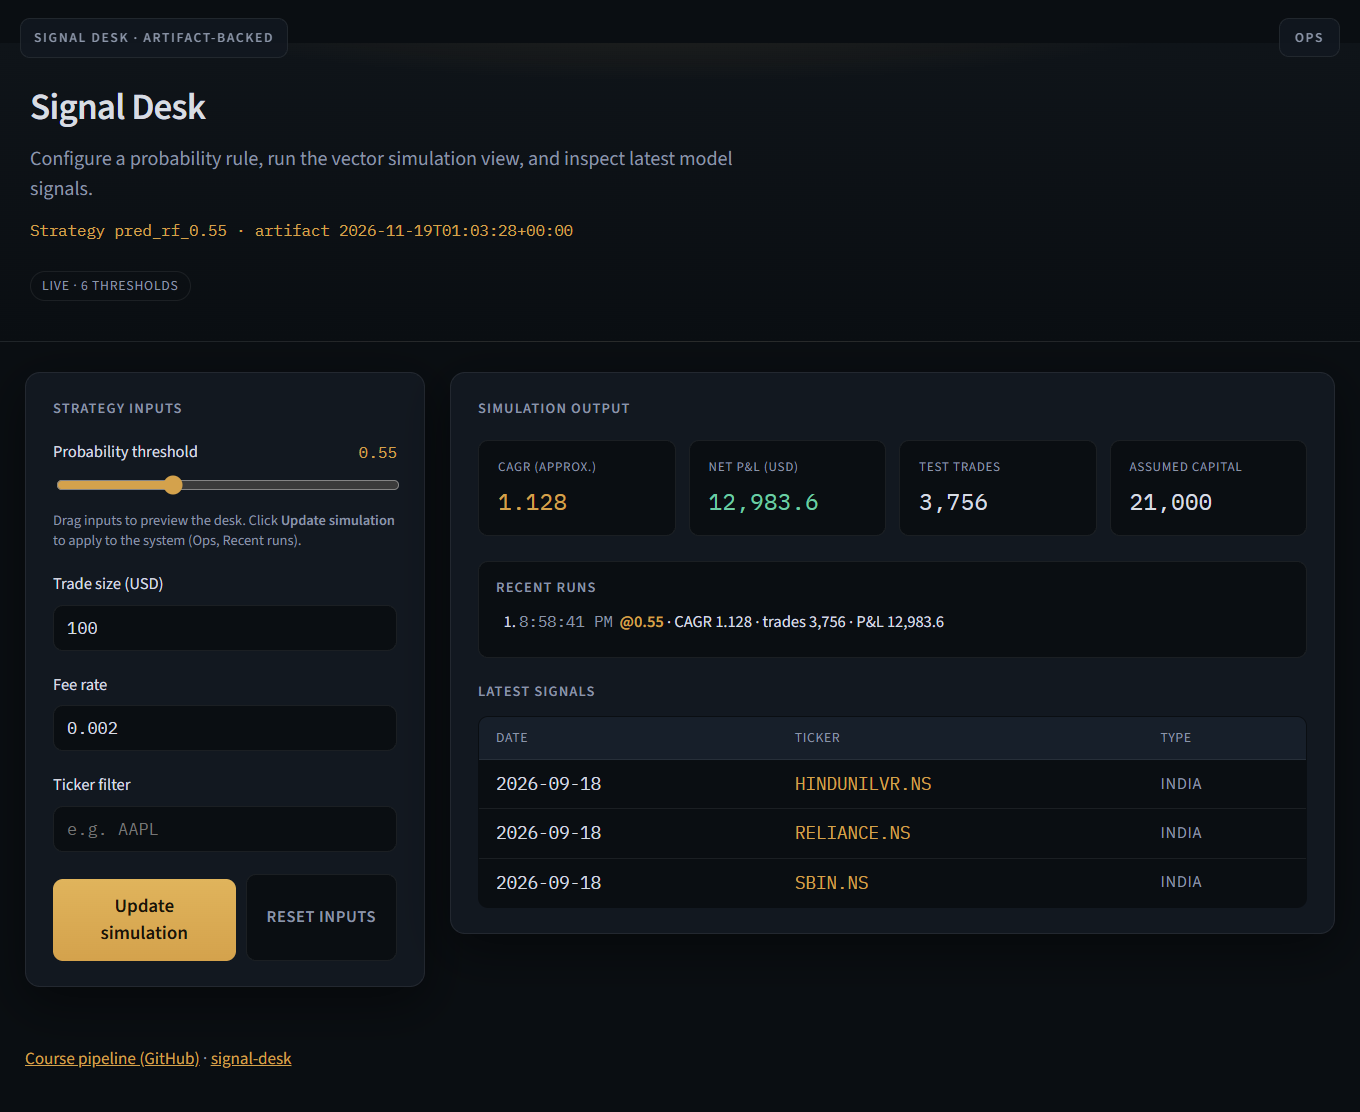 SIGNAL DESK · ARTIFACT-BACKED
OPS
Signal Desk
Configure a probability rule, run the vector simulation view, and inspect latest model
signals.
Strategy pred_rf_0.55 · artifact 2026-11-19T01:03:28+00:00
LIVE · 6 THRESHOLDS
STRATEGY INPUTS
Probability threshold 0.55
Drag inputs to preview the desk. Click Update simulation
to apply to the system (Ops, Recent runs).
Trade size (USD)
100
Fee rate
0.002
Ticker filter
e.g. AAPL
Update
simulation
RESET INPUTS
SIMULATION OUTPUT
CAGR (APPROX.)
1.128
NET P&L (USD)
12,983.6
TEST TRADES
3,756
ASSUMED CAPITAL
21,000
RECENT RUNS
1. 8:58:41 PM @0.55 · CAGR 1.128 · trades 3,756 · P&L 12,983.6
LATEST SIGNALS
DATE TICKER TYPE
2026-09-18 HINDUNILVR.NS INDIA
2026-09-18 RELIANCE.NS INDIA
2026-09-18 SBIN.NS INDIA
Course pipeline (GitHub) · signal-desk